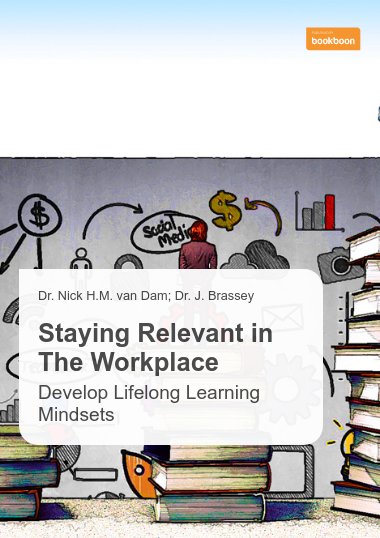 bookboon
Dr. Nick H.M. van Dam; Dr. J. Brassey
Staying Relevant in
The Workplace
Develop Lifelong Learning
Mindsets
Social
Media
$
$